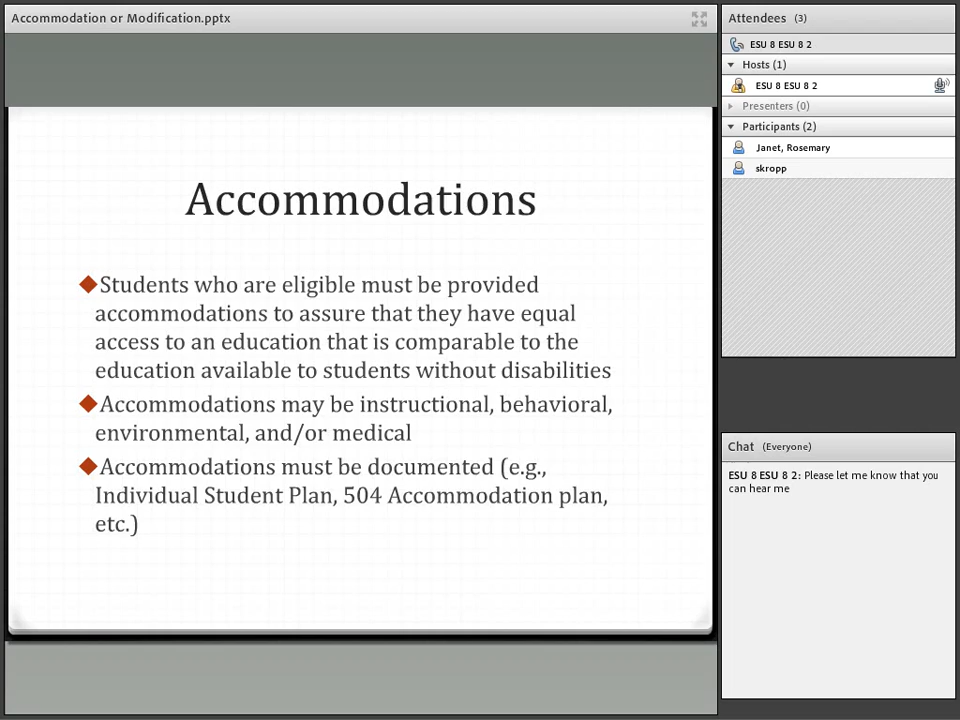 Accommodation or Modification.pptx
Accommodations
Students who are eligible must be provided
accommodations to assure that they have equal
access to an education that is comparable to the
education available to students without disabilities
Accommodations may be instructional, behavioral,
environmental, and/or medical
Accommodations must be documented (e.g.,
Individual Student Plan, 504 Accommodation plan,
etc.)
Attendees (3)
ESU 8 ESU 8 2
Hosts (1)
ESU 8 ESU 8 2
Presenters (0)
Participants (2)
Janet, Rosemary
skropp
Chat (Everyone)
ESU 8 ESU 8 2: Please let me know that you
can hear me